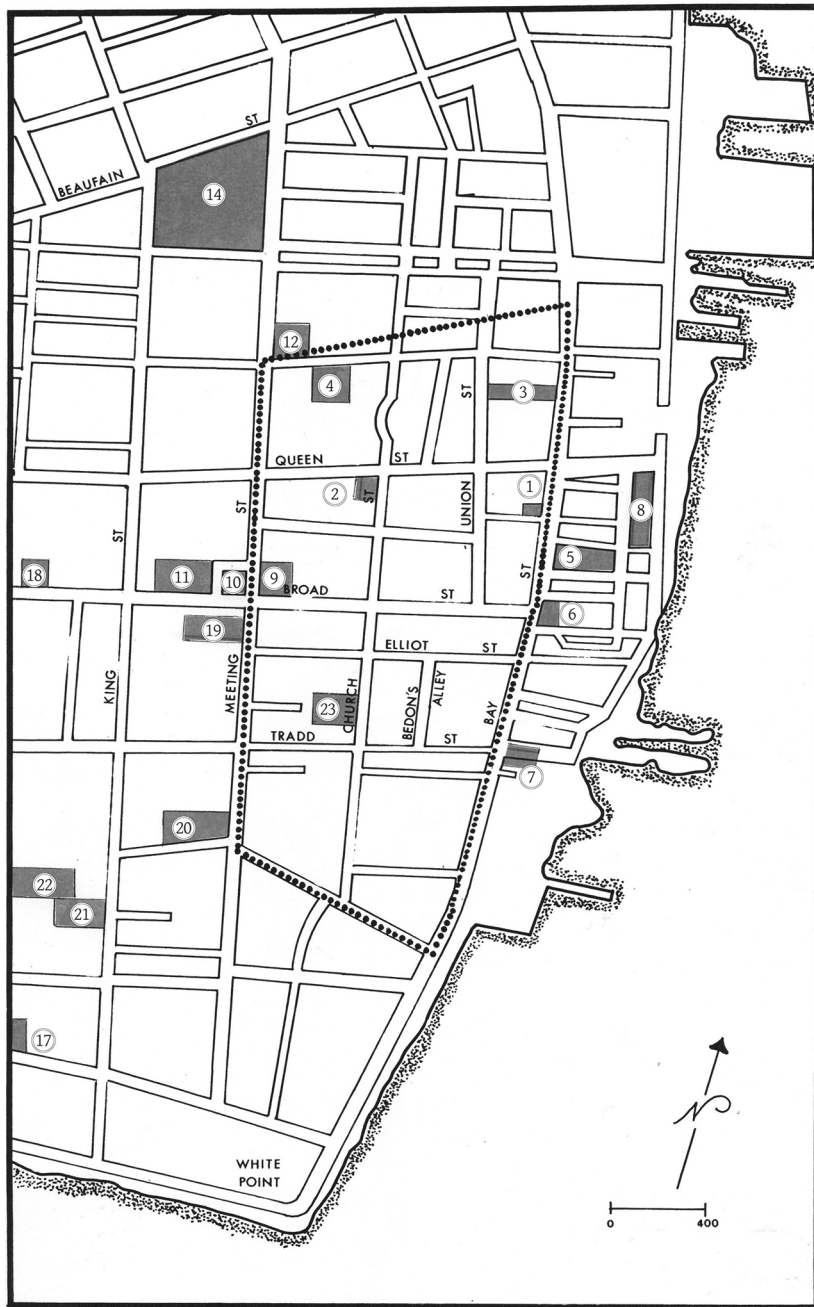 ST
BEAUFAIN
14
12
4
3
ST
QUEEN
ST
1
2
ST
UNION
8
ST
ST
5
18
11
10
9
BROAD
ST
ST
6
19
ELLIOT
ST
KING
MEETING
CHURCH
BEDON'S
ALLEY
BAY
23
TRADD
ST
7
20
22
21
17
N
WHITE
POINT
0
400